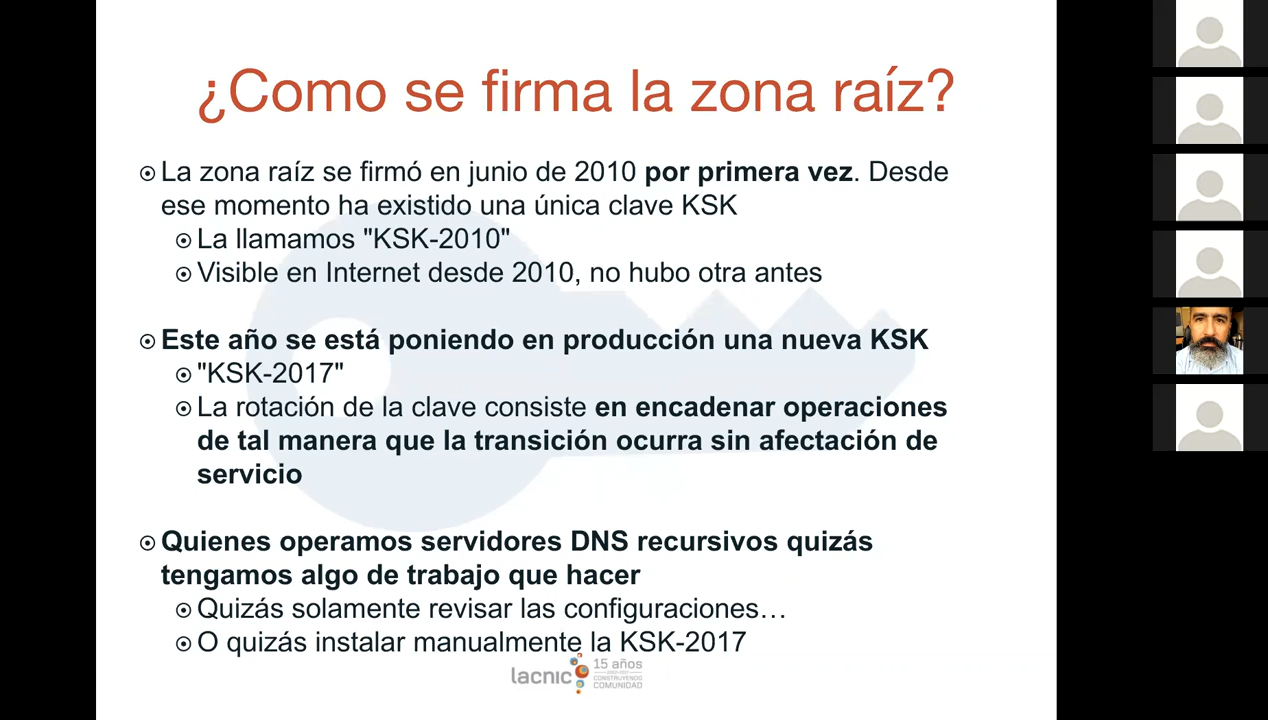 ¿Como se firma la zona raíz?
La zona raíz se firmó en junio de 2010 por primera vez. Desde
ese momento ha existido una única clave KSK
La llamamos "KSK-2010"
Visible en Internet desde 2010, no hubo otra antes
Este año se está poniendo en producción una nueva KSK
"KSK-2017"
La rotación de la clave consiste en encadenar operaciones
de tal manera que la transición ocurra sin afectación de
servicio
Quienes operamos servidores DNS recursivos quizás
tengamos algo de trabajo que hacer
Quizás solamente revisar las configuraciones…
O quizás instalar manualmente la KSK-2017
lacnic
15 años
CONSTRUYENDO
COMUNIDAD